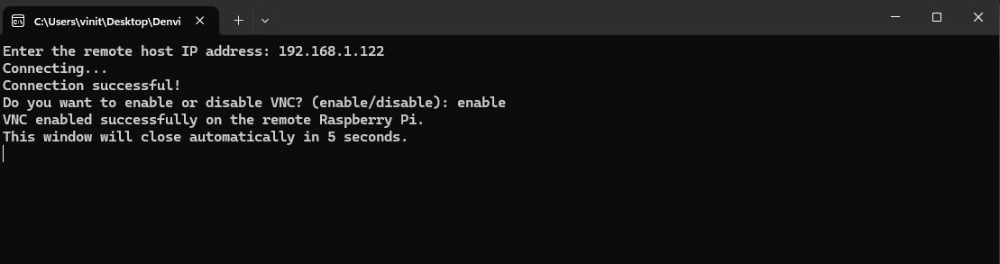 C:\Users\vinit\Desktop\Denvi
Enter the remote host IP address: 192.168.1.122
Connecting...
Connection successful!
Do you want to enable or disable VNC? (enable/disable): enable
VNC enabled successfully on the remote Raspberry Pi.
This window will close automatically in 5 seconds.